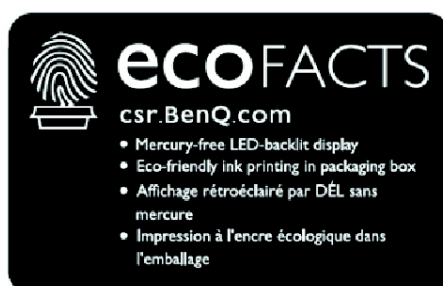 ecoFACTS
csr.BenQ.com
• Mercury-free LED-backlit display
• Eco-friendly ink printing in packaging box
• Affichage rétroéclairé par DÉL sans
mercure
• Impression à l'encre écologique dans
l'emballage